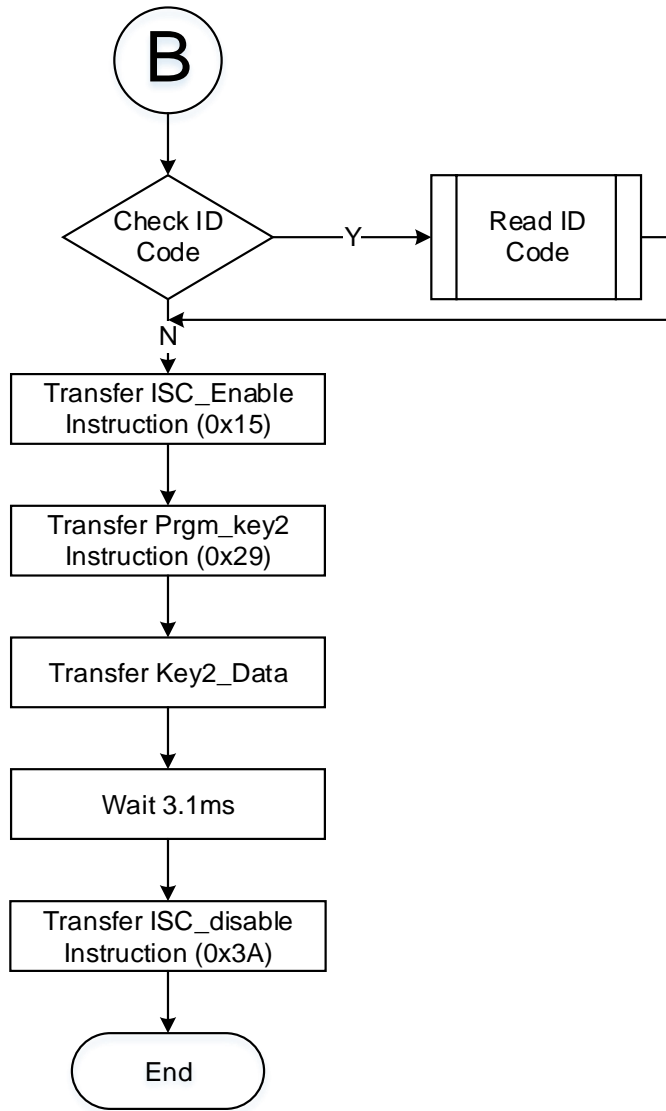 B
Check ID
Code
Y
Read ID
Code
N
Transfer ISC_Enable
Instruction (0x15)
Transfer Prgm_key2
Instruction (0x29)
Transfer Key2_Data
Wait 3.1ms
Transfer ISC_disable
Instruction (0x3A)
End